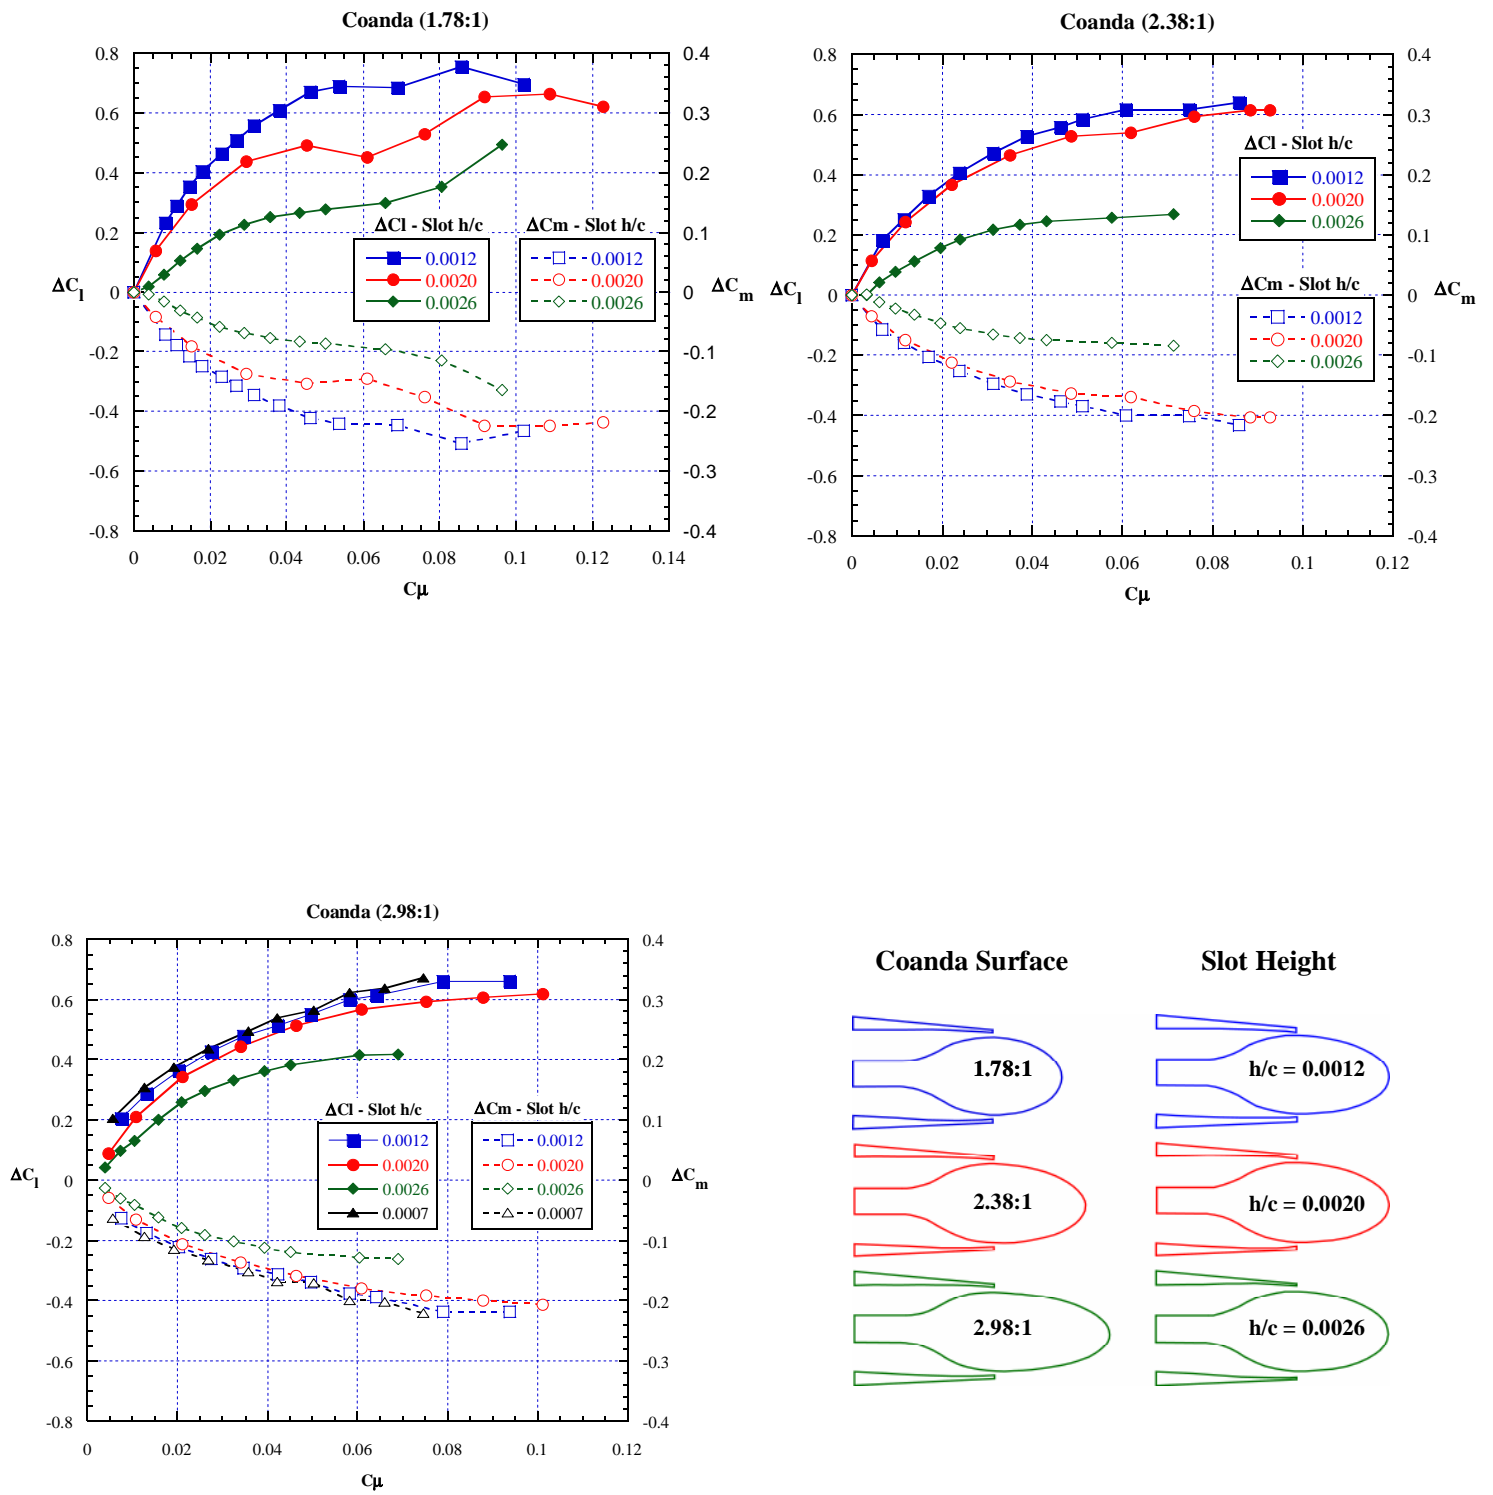 Coanda (1.78:1)
0.8
0.6
0.4
0.2
0
-0.2
-0.4
-0.6
-0.8
ΔCl
0.4
0.3
0.2
0.1
0
-0.1
-0.2
-0.3
-0.4
ΔCm
ΔCl - Slot h/c
0.0012
0.0020
0.0026
ΔCm - Slot h/c
0.0012
0.0020
0.0026
0 0.02 0.04 0.06 0.08 0.1 0.12 0.14
Cμ
Coanda (2.38:1)
0.8
0.6
0.4
0.2
0
-0.2
-0.4
-0.6
-0.8
ΔCl
0.4
0.3
0.2
0.1
0
-0.1
-0.2
-0.3
-0.4
ΔCm
ΔCl - Slot h/c
0.0012
0.0020
0.0026
ΔCm - Slot h/c
0.0012
0.0020
0.0026
0 0.02 0.04 0.06 0.08 0.1 0.12
Cμ
Coanda (2.98:1)
0.8
0.6
0.4
0.2
0
-0.2
-0.4
-0.6
-0.8
ΔCl
0.4
0.3
0.2
0.1
0
-0.1
-0.2
-0.3
-0.4
ΔCm
ΔCl - Slot h/c
0.0012
0.0020
0.0026
0.0007
ΔCm - Slot h/c
0.0012
0.0020
0.0026
0.0007
0 0.02 0.04 0.06 0.08 0.1 0.12
Cμ
Coanda Surface
1.78:1
2.38:1
2.98:1
Slot Height
h/c = 0.0012
h/c = 0.0020
h/c = 0.0026